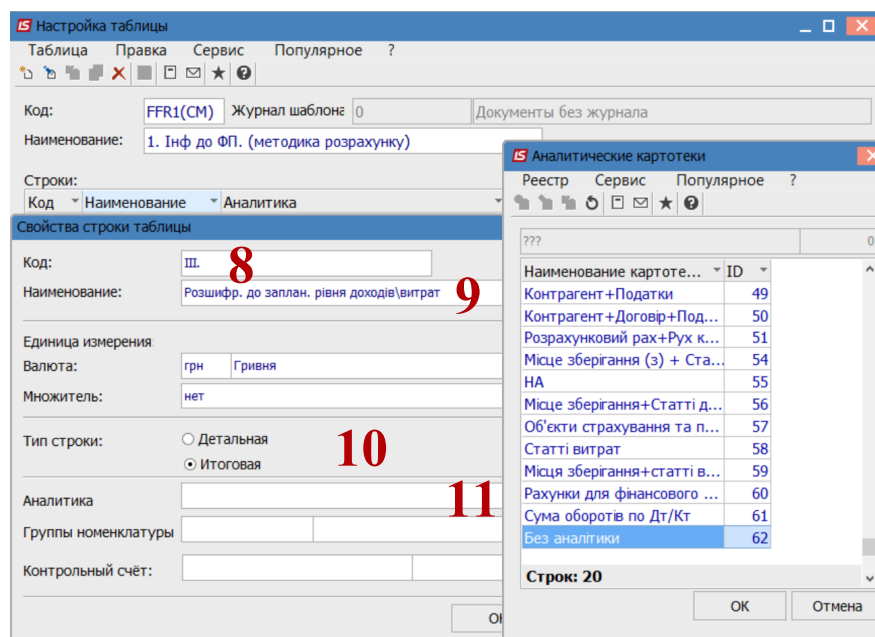 Настройка таблицы
Таблица Правка Сервис Популярное ?
Код: FFR1(CM) Журнал шаблона 0 Документы без журнала
Наименование: 1. Інф до ФП. (методика розрахунку)
Строки:
Код Наименование Аналитика
Свойства строки таблицы
Код: III. 8
Наименование: Розшифр. до заплан. рівня доходів\витрат 9
Единица измерения:
Валюта: грн Гривня
Множитель: нет
Тип строки: Детальная
Итоговая 10
Аналитика 11
Группы номенклатуры
Контрольный счёт:
Аналитические картотеки
Реестр Сервис Популярное ?
??? 0
Наименование картоте... ID
Контрагент+Податки 49
Контрагент+Договір+Под... 50
Розрахунковий рах+Рух к... 51
Місце зберігання (з) + Ста... 54
НА 55
Місце зберігання+Статті д... 56
Об'єкти страхування та п... 57
Статті витрат 58
Місця зберігання+статті в... 59
Рахунки для фінансового ... 60
Сума оборотів по Дт/Кт 61
Без аналітики 62
Строк: 20
ОК Отмена